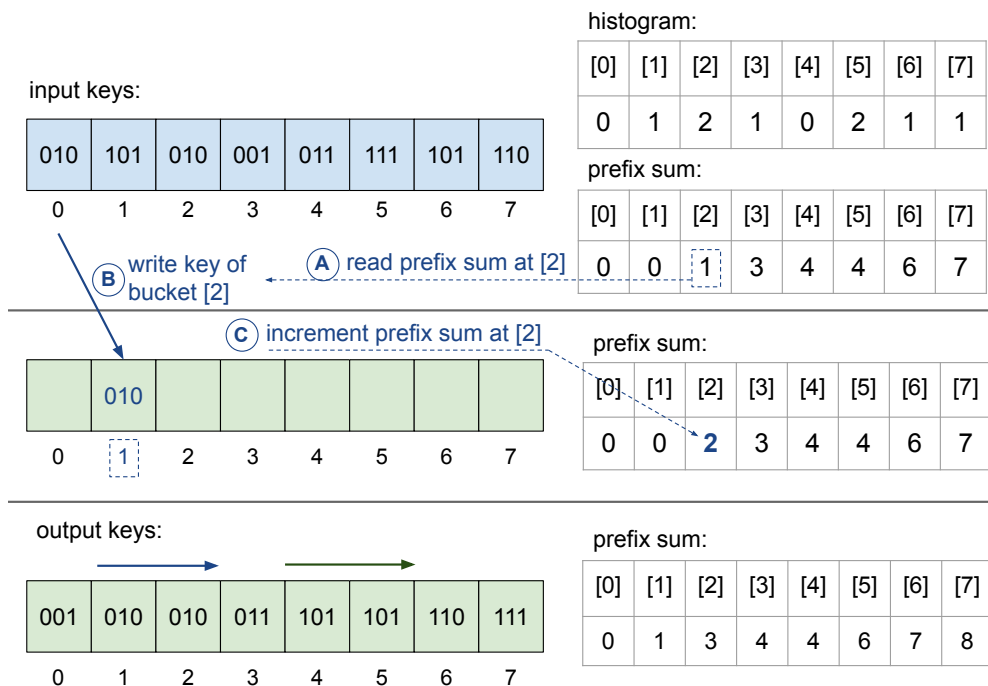 histogram:
[0] [1] [2] [3] [4] [5] [6] [7]
0 1 2 1 0 2 1 1
input keys:
010 101 010 001 011 111 101 110
0 1 2 3 4 5 6 7
prefix sum:
[0] [1] [2] [3] [4] [5] [6] [7]
0 0 1 3 4 4 6 7
A read prefix sum at [2]
B write key of
bucket [2]
C increment prefix sum at [2]
prefix sum:
[0] [1] [2] [3] [4] [5] [6] [7]
0 0 2 3 4 4 6 7
010
0 1 2 3 4 5 6 7
output keys:
001 010 010 011 101 101 110 111
0 1 2 3 4 5 6 7
prefix sum:
[0] [1] [2] [3] [4] [5] [6] [7]
0 1 3 4 4 6 7 8